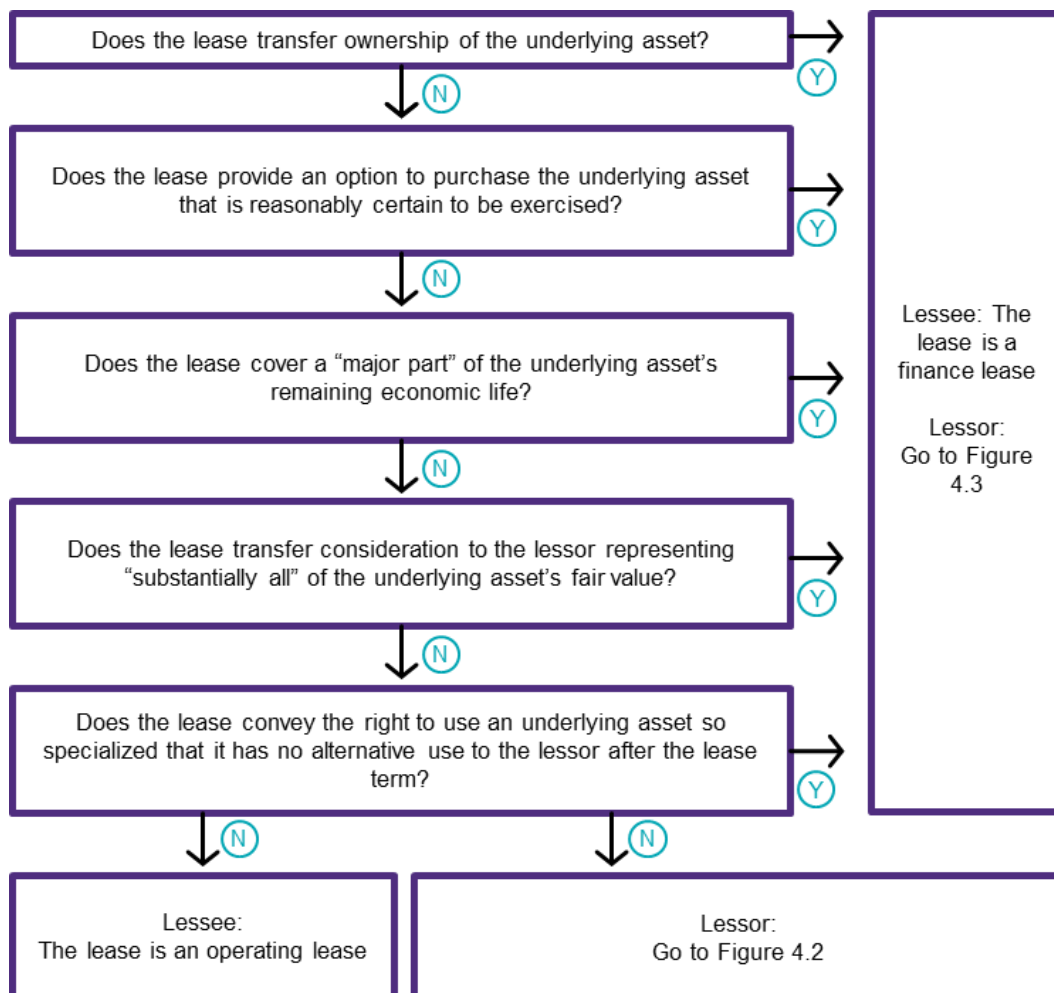 Does the lease transfer ownership of the underlying asset?
Y
N
Does the lease provide an option to purchase the underlying asset
that is reasonably certain to be exercised?
Y
N
Does the lease cover a “major part” of the underlying asset’s
remaining economic life?
Y
N
Does the lease transfer consideration to the lessor representing
“substantially all” of the underlying asset’s fair value?
Y
N
Does the lease convey the right to use an underlying asset so
specialized that it has no alternative use to the lessor after the lease
term?
Y
N
N
Lessee: The
lease is a
finance lease
Lessor:
Go to Figure
4.3
Lessee:
The lease is an operating lease
Lessor:
Go to Figure 4.2